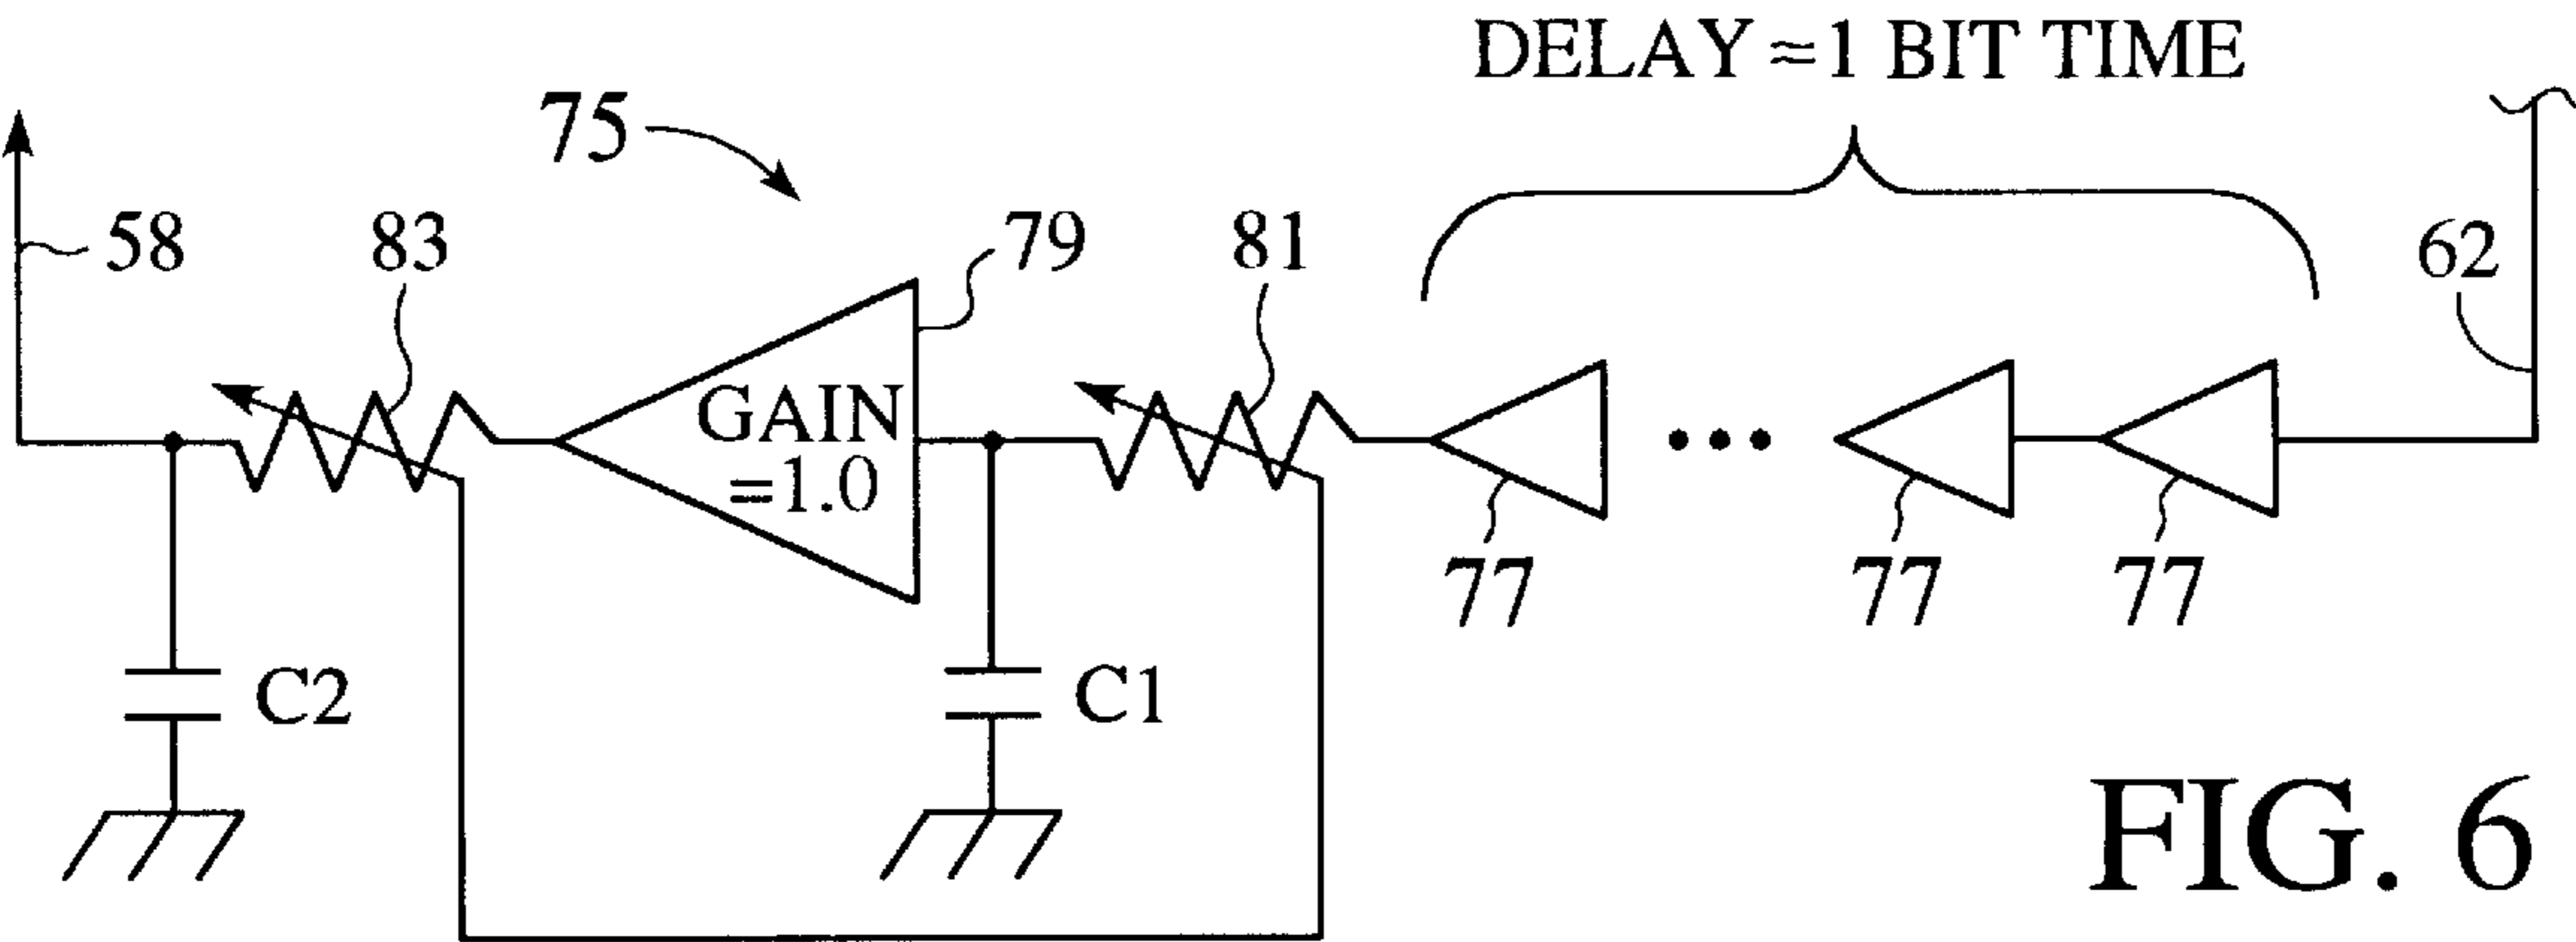 DELAY ≈ 1 BIT TIME
75
58
83
79
81
62
GAIN
=1.0
77
77
77
C2
C1
FIG. 6